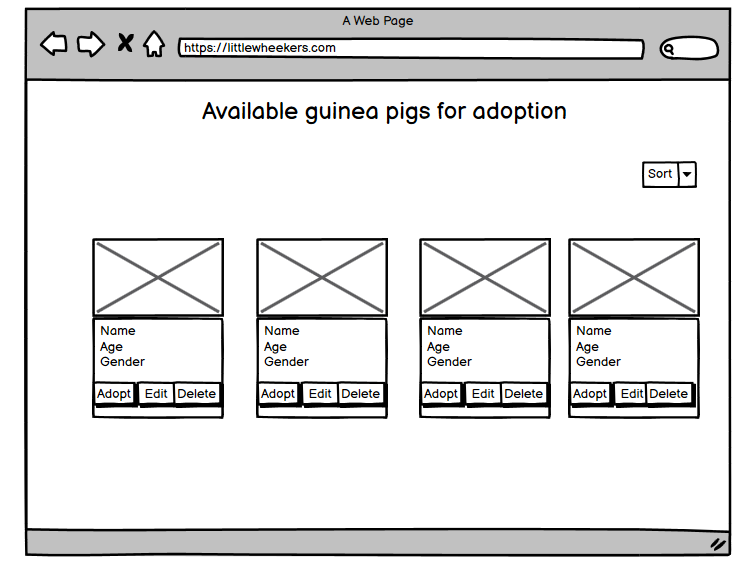 A Web Page
https://littlewheekers.com
Available guinea pigs for adoption
Sort
Name
Age
Gender
Adopt Edit Delete
Name
Age
Gender
Adopt Edit Delete
Name
Age
Gender
Adopt Edit Delete
Name
Age
Gender
Adopt Edit Delete